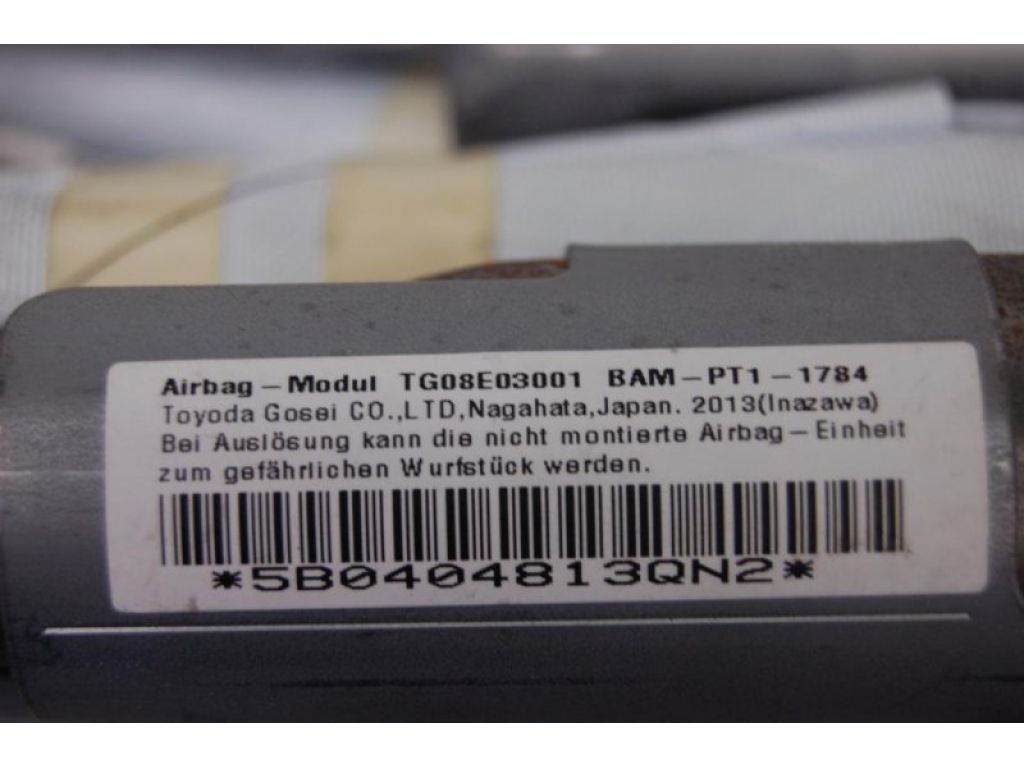 Airbag-Modul TG08E03001 BAM-PT1-1784
Toyoda Gosei CO.,LTD,Nagahata,Japan. 2013(Inazawa)
Bei Auslösung kann die nicht montierte Airbag-Einheit
zum gefährlichen Wurfstück werden.
*5B0404813QN2*